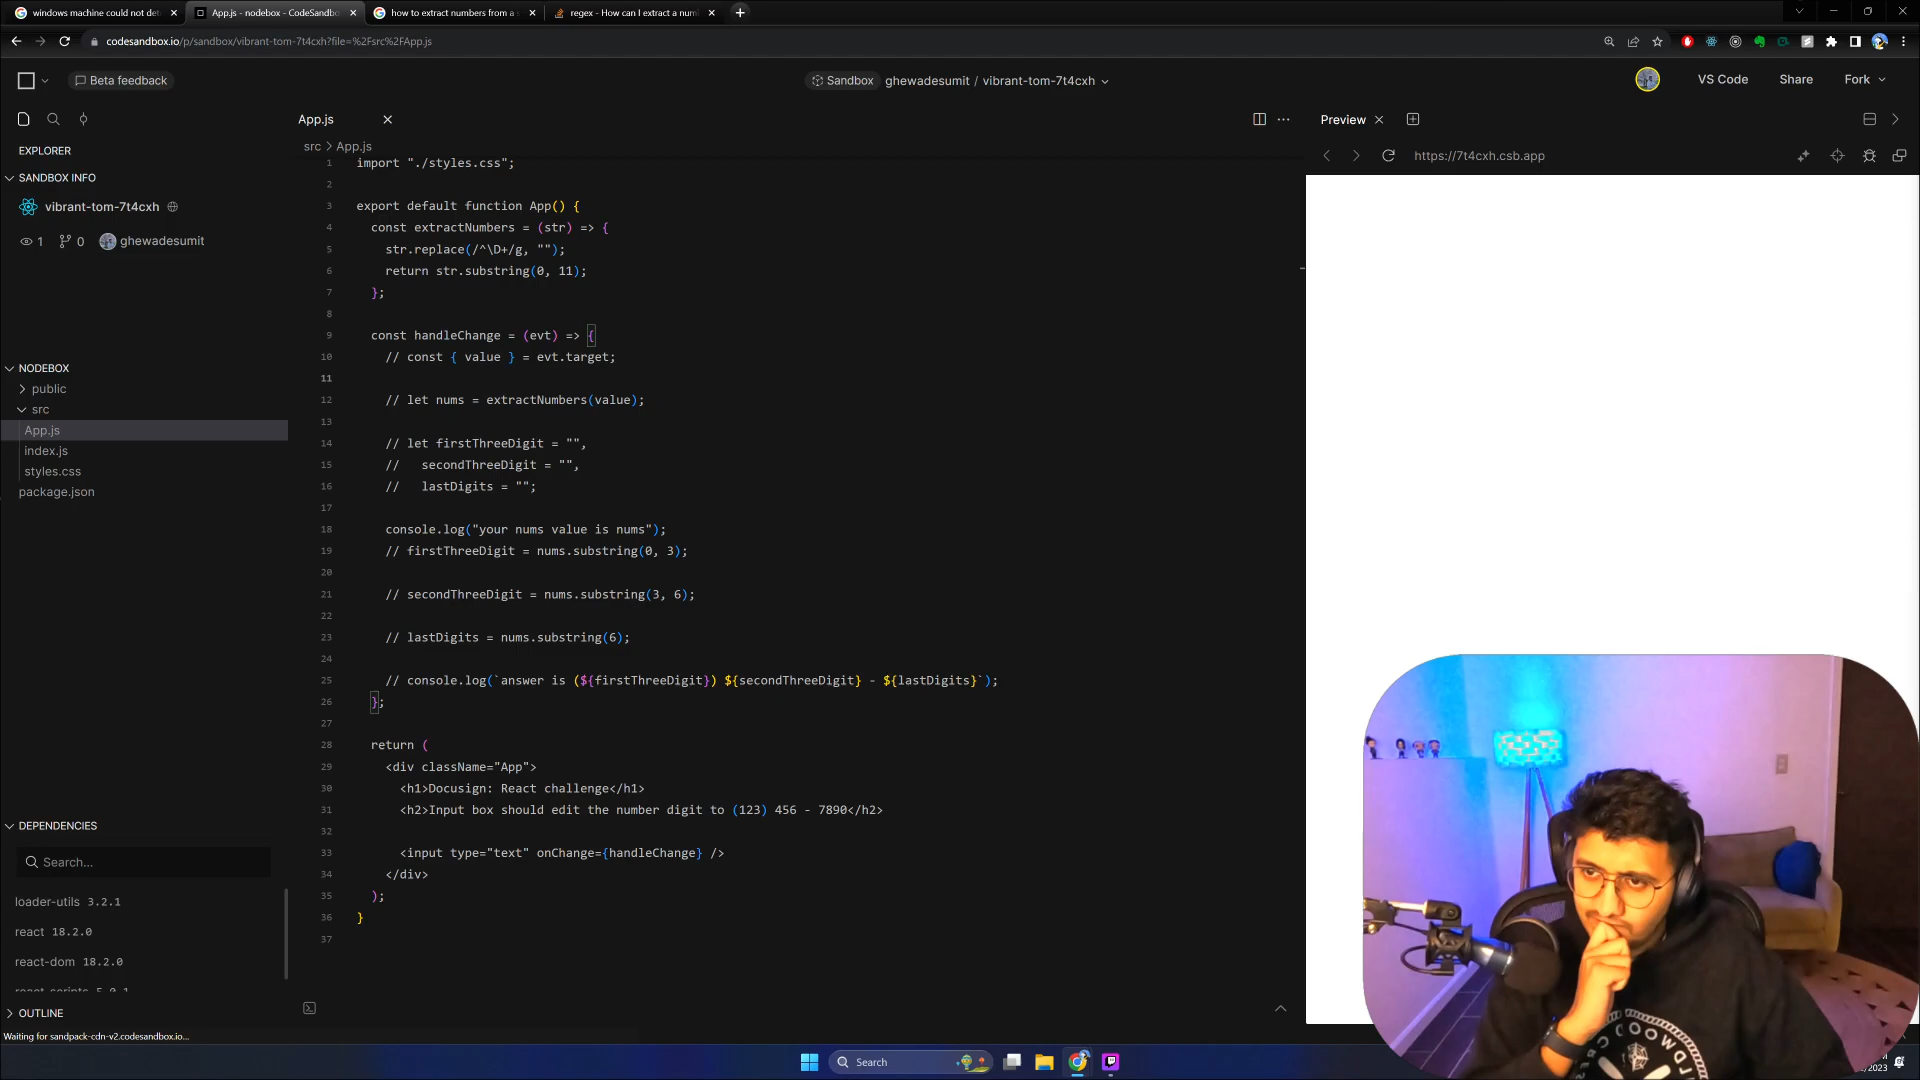 windows machine could not det
App.js - nodebox - CodeSandbo
how to extract numbers from a s
regex - How can I extract a num
codesandbox.io/p/sandbox/vibrant-tom-7t4cxh?file=%2Fsrc%2FApp.js
Beta feedback
Sandbox ghewadesumit / vibrant-tom-7t4cxh
VS Code
Share
Fork
App.js
Preview
EXPLORER
src > App.js
https://7t4cxh.csb.app
SANDBOX INFO
vibrant-tom-7t4cxh
1
0
ghewadesumit
NODEBOX
public
src
App.js
index.js
styles.css
package.json
DEPENDENCIES
Search...
loader-utils 3.2.1
react 18.2.0
react-dom 18.2.0
OUTLINE
Waiting for sandpack-cdn-v2.codesandbox.io...
1 import "./styles.css";
2
3 export default function App() {
4 const extractNumbers = (str) => {
5 str.replace(/^\D+/g, "");
6 return str.substring(0, 11);
7 };
8
9 const handleChange = (evt) => {
10 // const { value } = evt.target;
11
12 // let nums = extractNumbers(value);
13
14 // let firstThreeDigit = "",
15 // secondThreeDigit = "",
16 // lastDigits = "";
17
18 console.log("your nums value is nums");
19 // firstThreeDigit = nums.substring(0, 3);
20
21 // secondThreeDigit = nums.substring(3, 6);
22
23 // lastDigits = nums.substring(6);
24
25 // console.log(`answer is (${firstThreeDigit}) ${secondThreeDigit} - ${lastDigits}`);
26 };
27
28 return (
29 <div className="App">
30 <h1>Docusign: React challenge</h1>
31 <h2>Input box should edit the number digit to (123) 456 - 7890</h2>
32
33 <input type="text" onChange={handleChange} />
34 </div>
35 );
36 }
37
Search